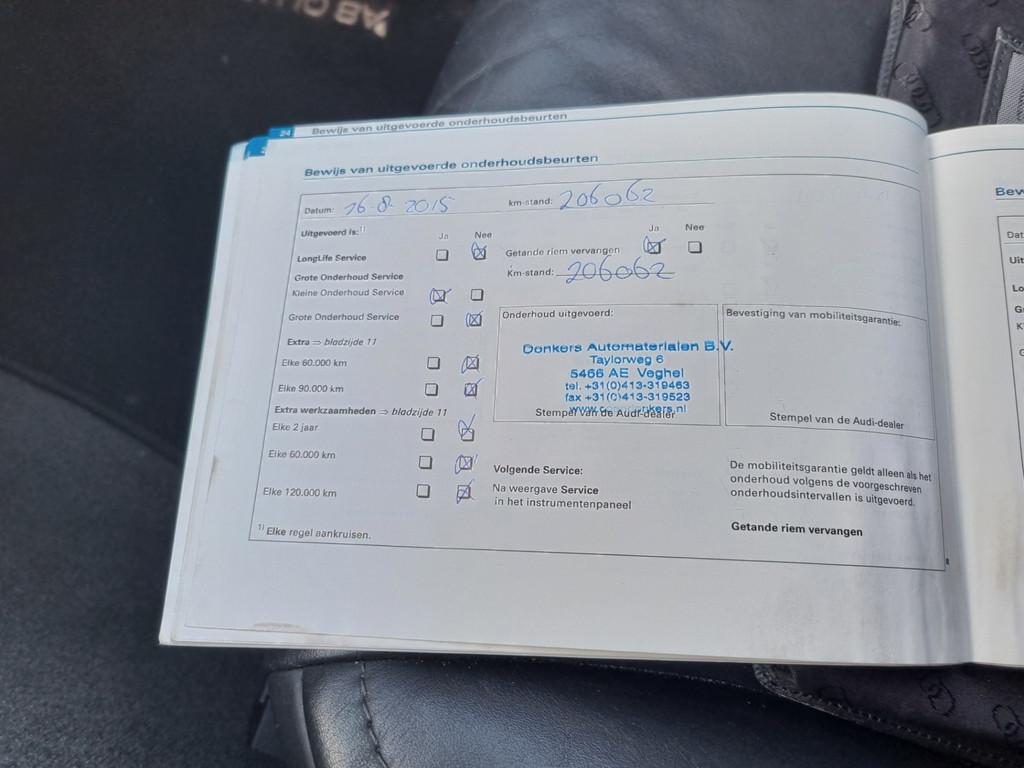 24 Bewijs van uitgevoerde onderhoudsbeurten
Bewijs van uitgevoerde onderhoudsbeurten
Datum: 16-8-2015 km-stand: 206062
Uitgevoerd is:¹⁾ Ja Nee Ja Nee
LongLife Service Getande riem vervangen
Grote Onderhoud Service Km-stand: 206062
Kleine Onderhoud Service
Grote Onderhoud Service
Onderhoud uitgevoerd:
Bevestiging van mobiliteitsgarantie:
Extra ⇒ bladzijde 11
Elke 60.000 km
Elke 90.000 km
Extra werkzaamheden ⇒ bladzijde 11
Elke 2 jaar
Elke 60.000 km
Elke 120.000 km
Donkers Automaterialen B.V.
Taylorweg 6
5466 AE Veghel
tel. +31(0)413-319463
fax +31(0)413-319523
Stempel van de Audi-dealer
Stempel van de Audi-dealer
Volgende Service:
Na weergave Service
in het instrumentenpaneel
De mobiliteitsgarantie geldt alleen als het
onderhoud volgens de voorgeschreven
onderhoudsintervallen is uitgevoerd.
Getande riem vervangen
¹⁾ Elke regel aankruisen.
Bew
Dat
Uit
Lo